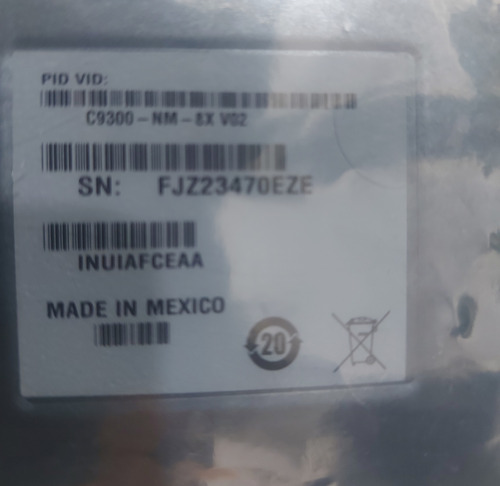 PID VID:
C9300-NM-8X V02
SN: FJZ23470EZE
INUIAFCEAA
MADE IN MEXICO
20